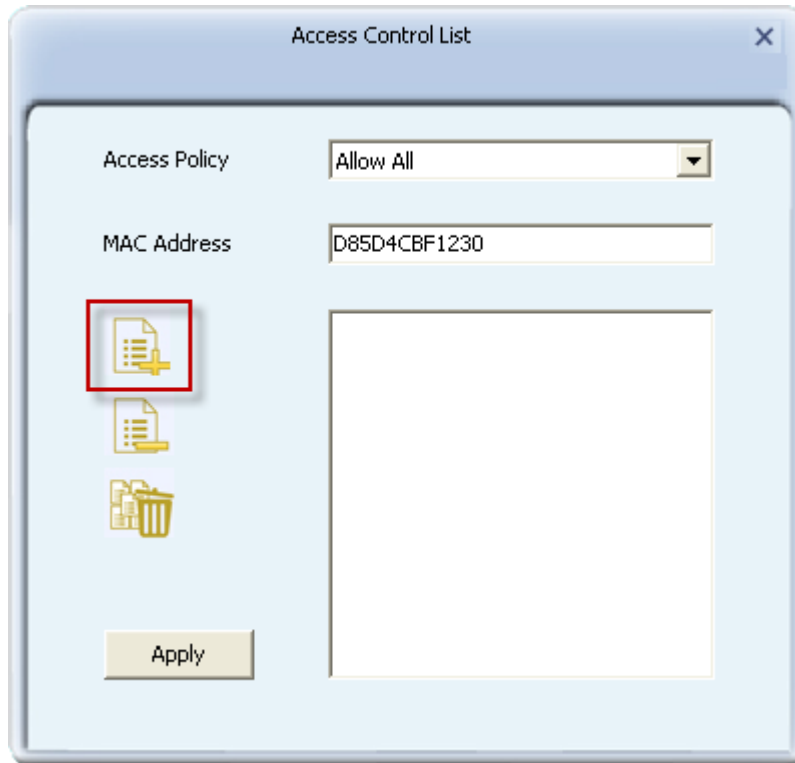 Access Control List
Access Policy
Allow All
MAC Address
D85D4CBF1230
Apply